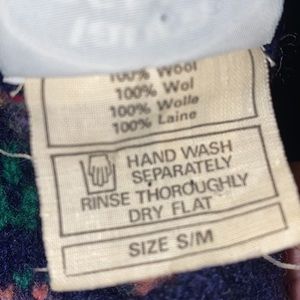 100% Wool
100% Wol
100% Wolle
100% Laine
HAND WASH
SEPARATELY
RINSE THOROUGHLY
DRY FLAT
SIZE S/M